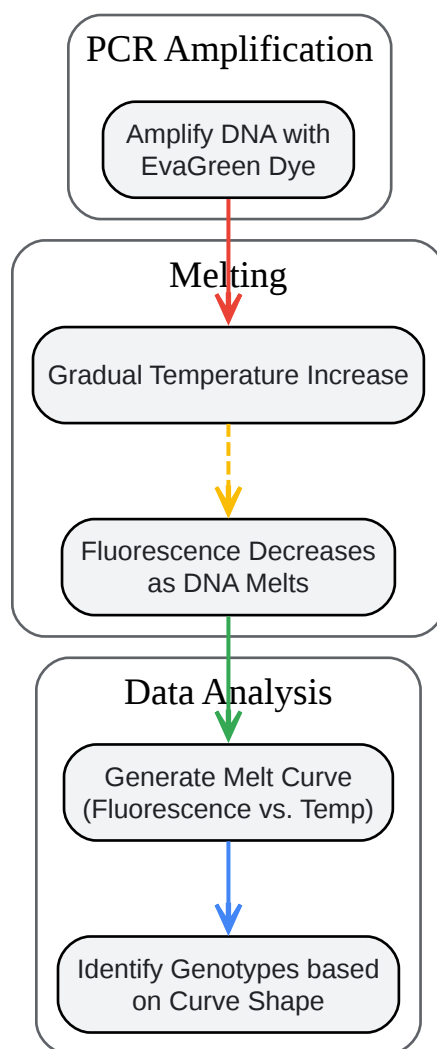 PCR Amplification
Amplify DNA with
EvaGreen Dye
Melting
Gradual Temperature Increase
Fluorescence Decreases
as DNA Melts
Data Analysis
Generate Melt Curve
(Fluorescence vs. Temp)
Identify Genotypes based
on Curve Shape